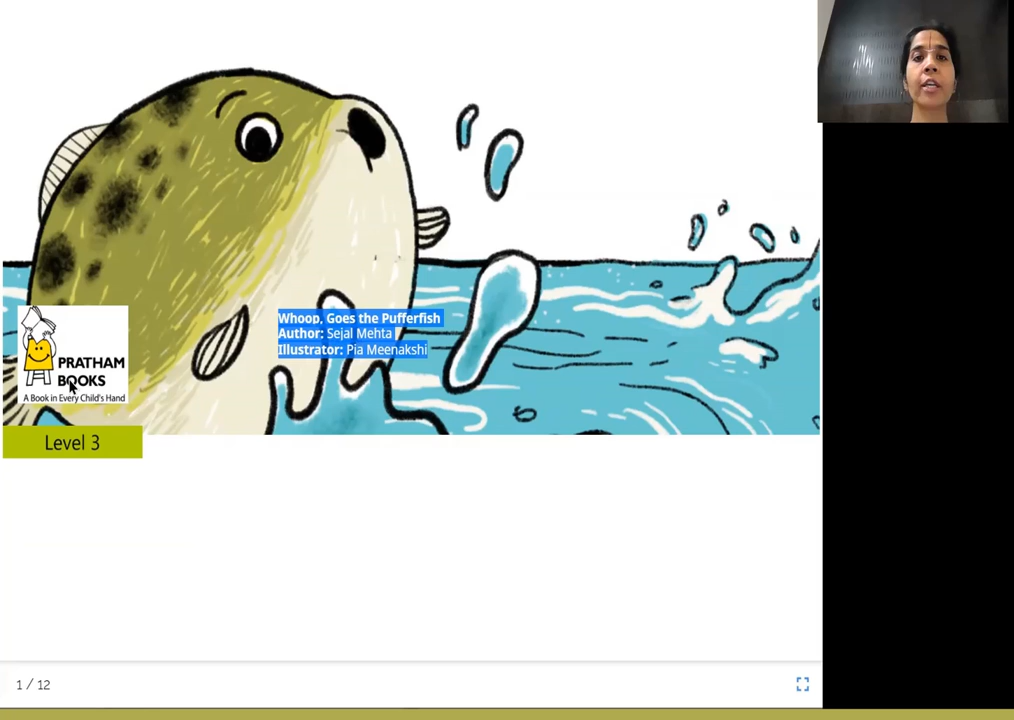 Whoop, Goes the Pufferfish
Author: Sejal Mehta
Illustrator: Pia Meenakshi
PRATHAM
BOOKS
A Book in Every Child's Hand
Level 3
1 / 12